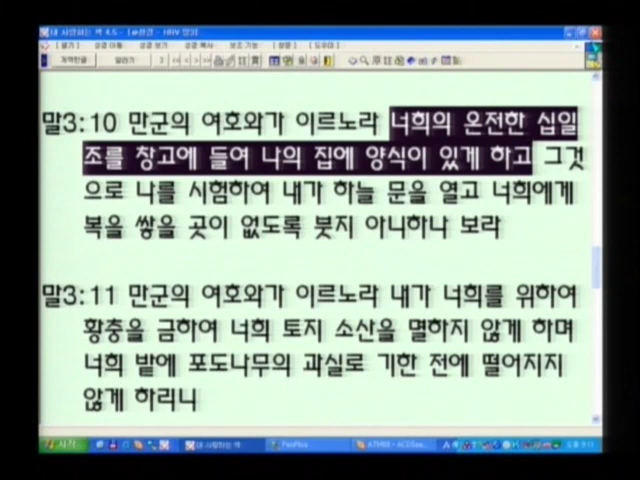 말3:10 만군의 여호와가 이르노라 너희의 온전한 십일
조를 창고에 들여 나의 집에 양식이 있게 하고 그것
으로 나를 시험하여 내가 하늘 문을 열고 너희에게
복을 쌓을 곳이 없도록 붓지 아니하나 보라
말3:11 만군의 여호와가 이르노라 내가 너희를 위하여
황충을 금하여 너희 토지 소산을 멸하지 않게 하며
너희 밭에 포도나무의 과실로 기한 전에 떨어지지
않게 하리니
시작